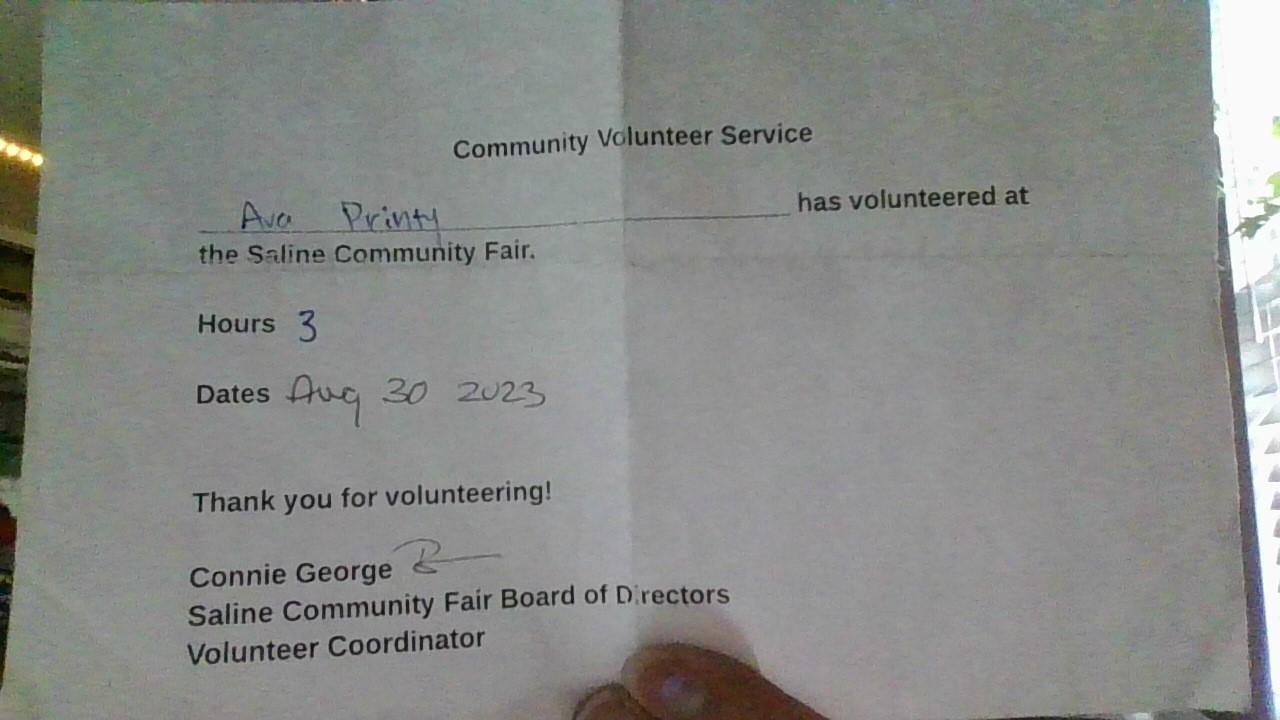 Community Volunteer Service
Ava Printy has volunteered at
the Saline Community Fair.
Hours 3
Dates Aug 30 2023
Thank you for volunteering!
Connie George
Saline Community Fair Board of Directors
Volunteer Coordinator